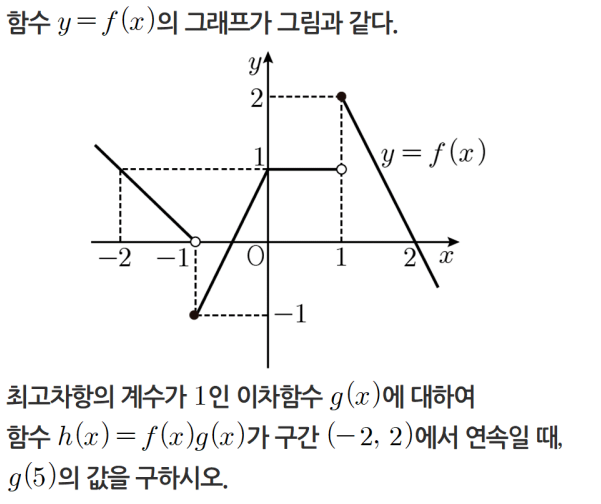 함수 y=f(x)의 그래프가 그림과 같다.
y
2
1
y=f(x)
-2 -1 O 1 2 x
-1
최고차항의 계수가 1인 이차함수 g(x)에 대하여
함수 h(x)=f(x)g(x)가 구간 (-2, 2)에서 연속일 때,
g(5)의 값을 구하시오.